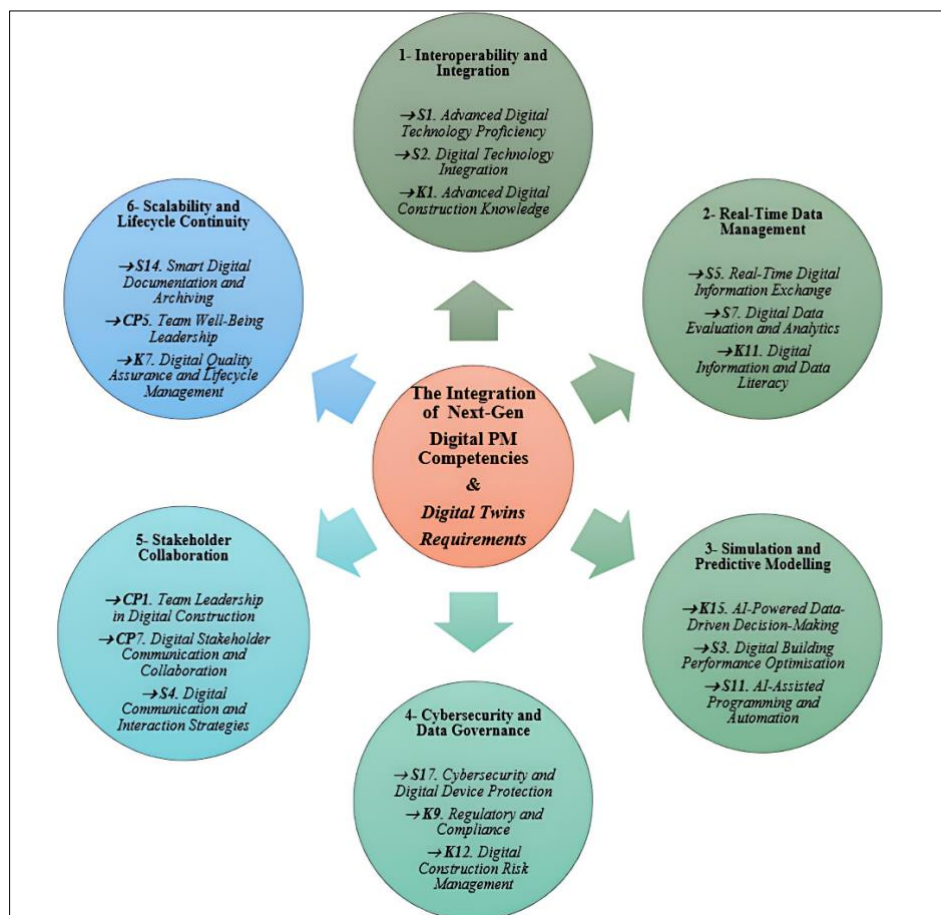 1- Interoperability and
Integration
→S1. Advanced Digital
Technology Proficiency
→S2. Digital Technology
Integration
→K1. Advanced Digital
Construction Knowledge
2- Real-Time Data
Management
→S5. Real-Time Digital
Information Exchange
→S7. Digital Data
Evaluation and Analytics
→K11. Digital
Information and Data
Literacy
3- Simulation and
Predictive Modelling
→K15. AI-Powered Data-
Driven Decision-Making
→S3. Digital Building
Performance Optimisation
→S11. AI-Assisted
Programming and
Automation
4- Cybersecurity and
Data Governance
→S17. Cybersecurity and
Digital Device Protection
→K9. Regulatory and
Compliance
→K12. Digital
Construction Risk
Management
5- Stakeholder
Collaboration
→CP1. Team Leadership
in Digital Construction
→CP7. Digital Stakeholder
Communication and
Collaboration
→S4. Digital
Communication and
Interaction Strategies
6- Scalability and
Lifecycle Continuity
→S14. Smart Digital
Documentation and
Archiving
→CP5. Team Well-Being
Leadership
→K7. Digital Quality
Assurance and Lifecycle
Management
The Integration
of Next-Gen
Digital PM
Competencies
&
Digital Twins
Requirements